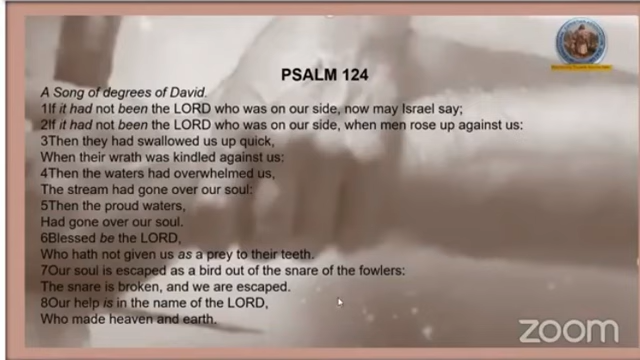 PSALM 124
A Song of degrees of David.
1If it had not been the LORD who was on our side, now may Israel say;
2If it had not been the LORD who was on our side, when men rose up against us:
3Then they had swallowed us up quick,
When their wrath was kindled against us:
4Then the waters had overwhelmed us,
The stream had gone over our soul:
5Then the proud waters,
Had gone over our soul.
6Blessed be the LORD,
Who hath not given us as a prey to their teeth.
7Our soul is escaped as a bird out of the snare of the fowlers:
The snare is broken, and we are escaped.
8Our help is in the name of the LORD,
Who made heaven and earth.
zoom